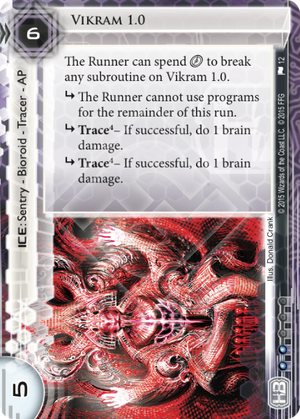 Vikram 1.0
6
The Runner can spend to break
any subroutine on Vikram 1.0.
The Runner cannot use programs
for the remainder of this run.
Trace⁴– If successful, do 1 brain
damage.
Trace⁴– If successful, do 1 brain
damage.
ICE: Sentry - Bioroid - Tracer - AP
12
© 2015 Wizards of the Coast LLC. © 2015 FFG
Illus. Donald Crank
5
HB